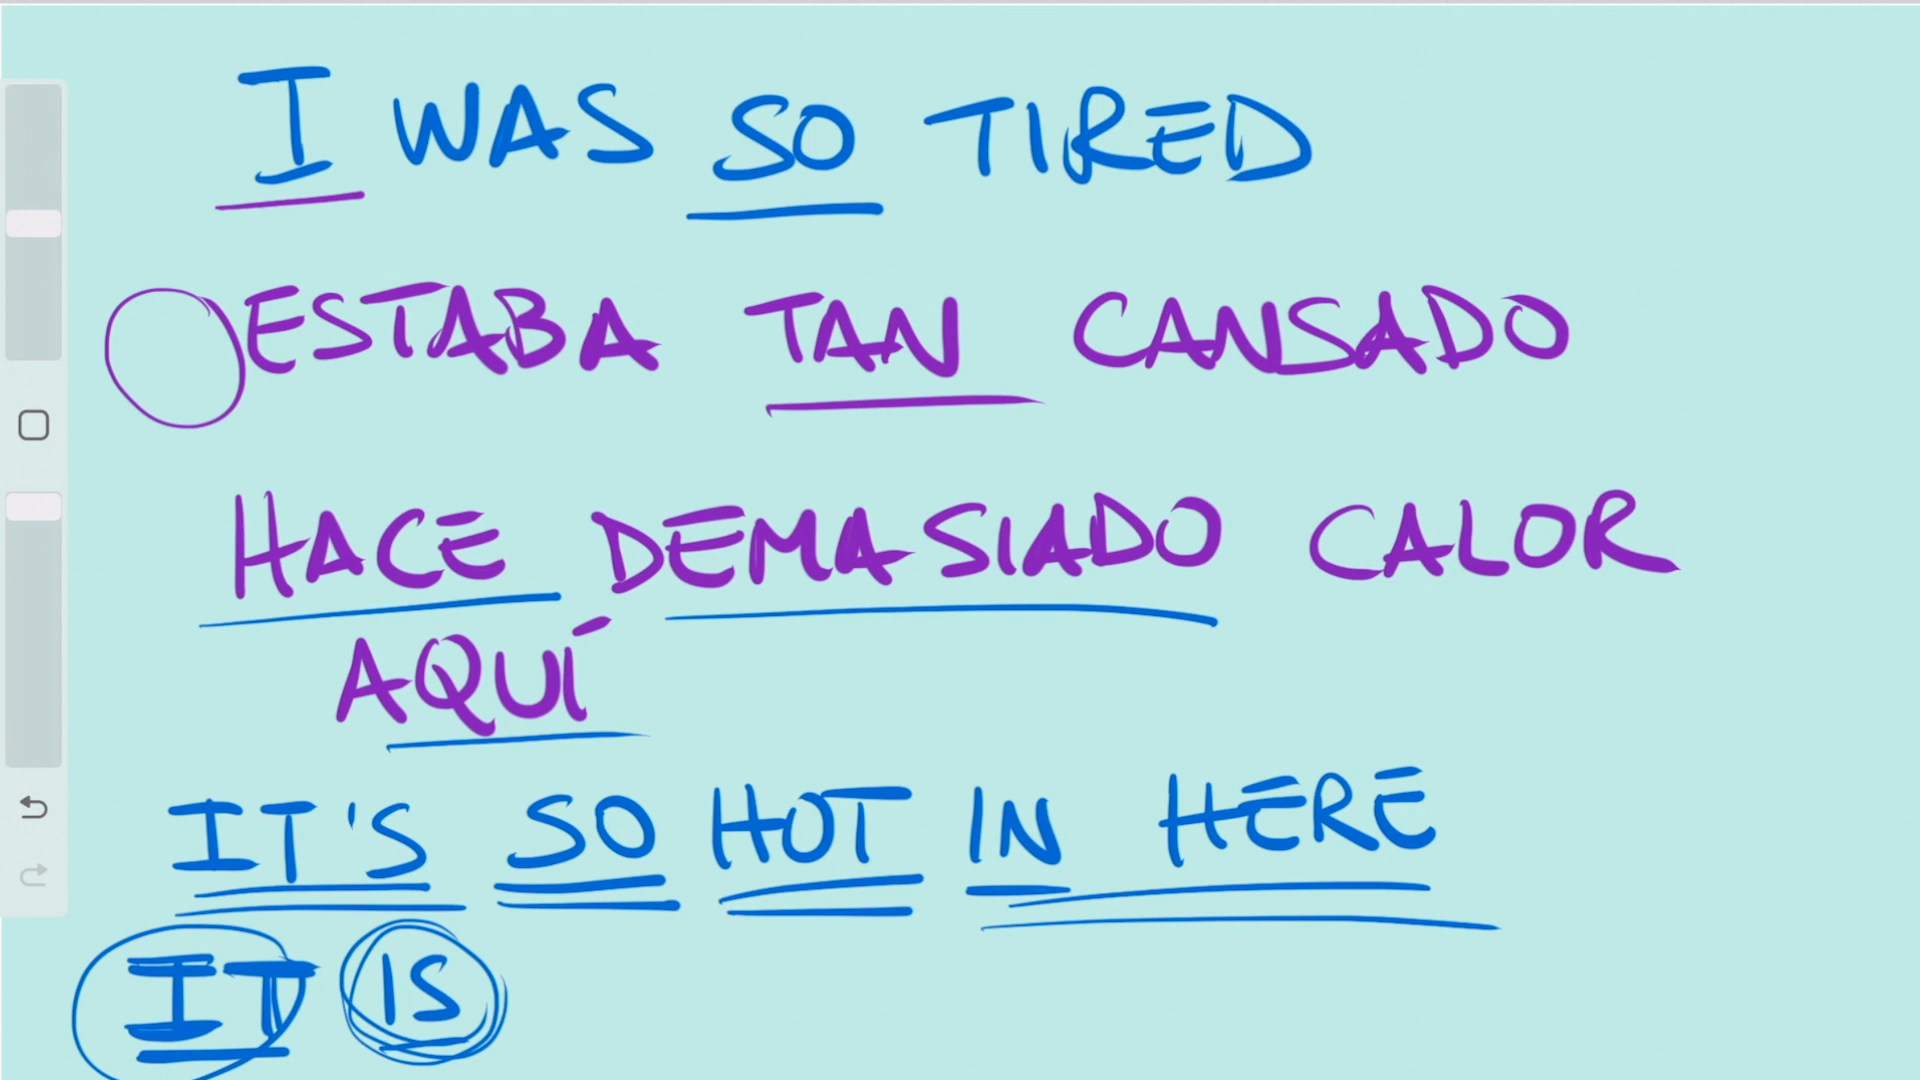 I WAS SO TIRED
ESTABA TAN CANSADO
HACE DEMASIADO CALOR
AQUÍ
IT'S SO HOT IN HERE
IT IS